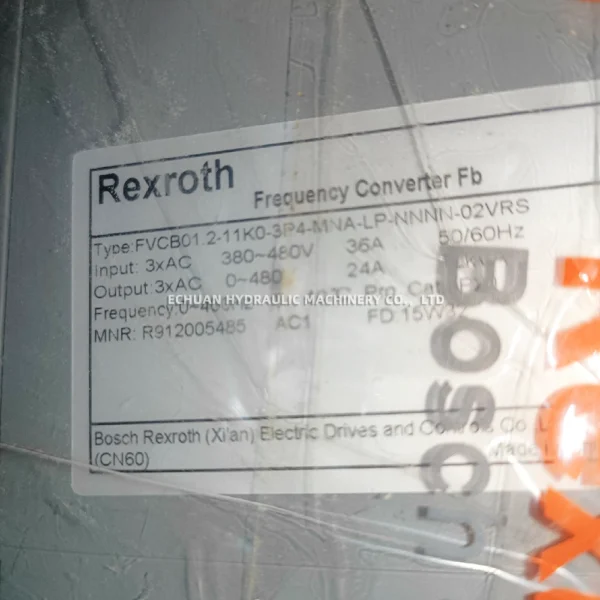 Rexroth
Frequency Converter Fb
Type:FVCB01.2-11K0-3P4-MNA-LP-NNNN-02VRS
Input: 3xAC 380~480V 36A 50/60Hz
Output: 3xAC 0~480 24A
ECHUAN HYDRAULIC MACHINERY CO., LTD
MNR: R912005485 AC1 FD:15W32
Bosch Rexroth (Xi'an) Electric Drives and Co
(CN60) Made
BOSCH